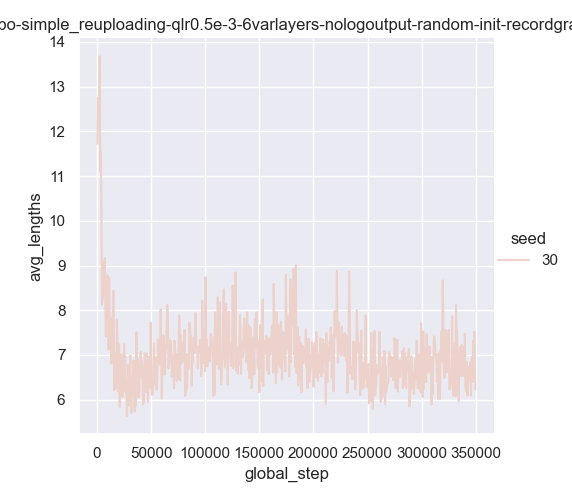 oo-simple_reuploading-qlr0.5e-3-6varlayers-nologoutput-random-init-recordgra
14
13
12
11
10
9
8
7
6
avg_lengths
0 50000 100000 150000 200000 250000 300000 350000
global_step
seed
30